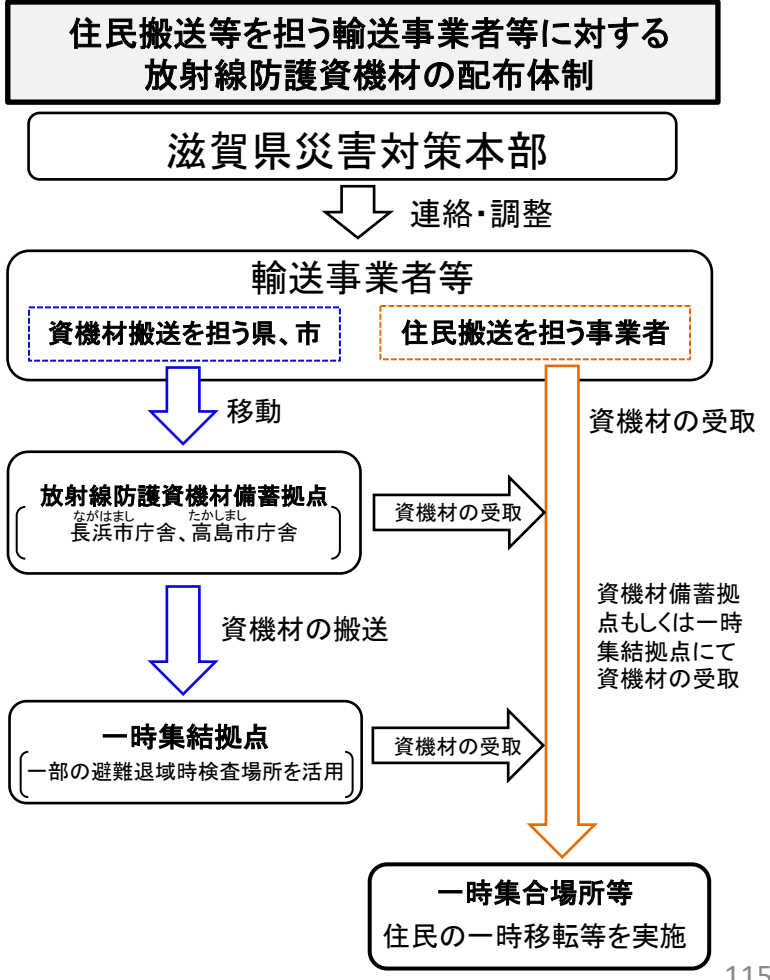 住民搬送等を担う輸送事業者等に対する
放射線防護資機材の配布体制
滋賀県災害対策本部
連絡・調整
輸送事業者等
資機材搬送を担う県、市
住民搬送を担う事業者
移動
資機材の受取
放射線防護資機材備蓄拠点
ながはまし たかしまし
長浜市庁舎、高島市庁舎
資機材の受取
資機材の搬送
資機材備蓄拠
点もしくは一時
集結拠点にて
資機材の受取
一時集結拠点
一部の避難退域時検査場所を活用
資機材の受取
一時集合場所等
住民の一時移転等を実施
115